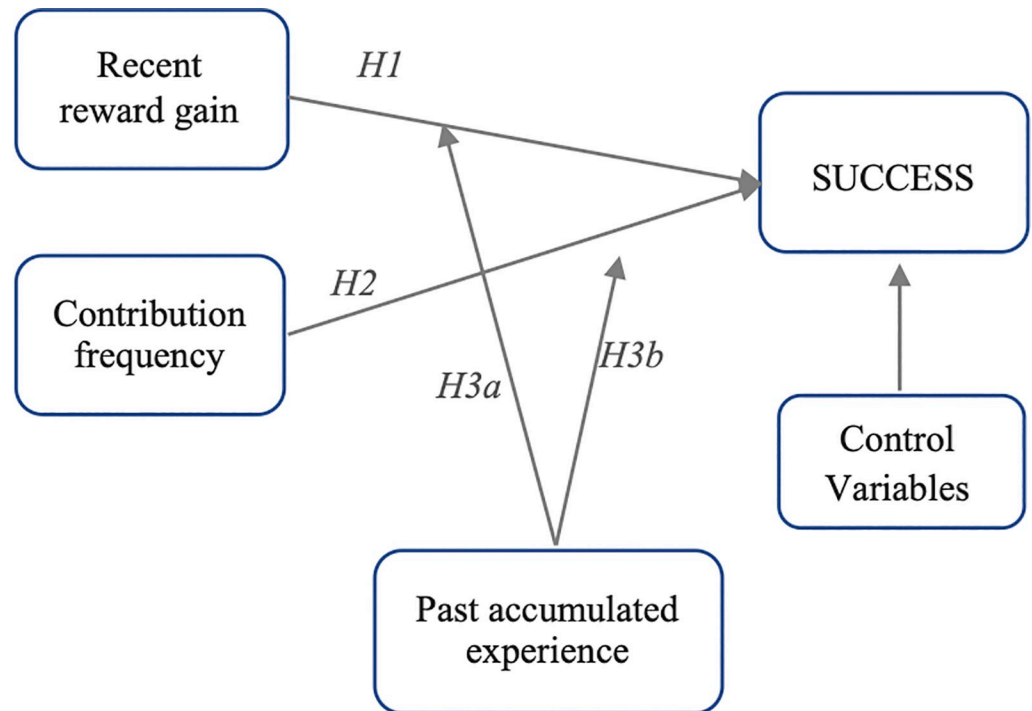 Recent
reward gain
H1
SUCCESS
Contribution
frequency
H2
H3a
H3b
Control
Variables
Past accumulated
experience